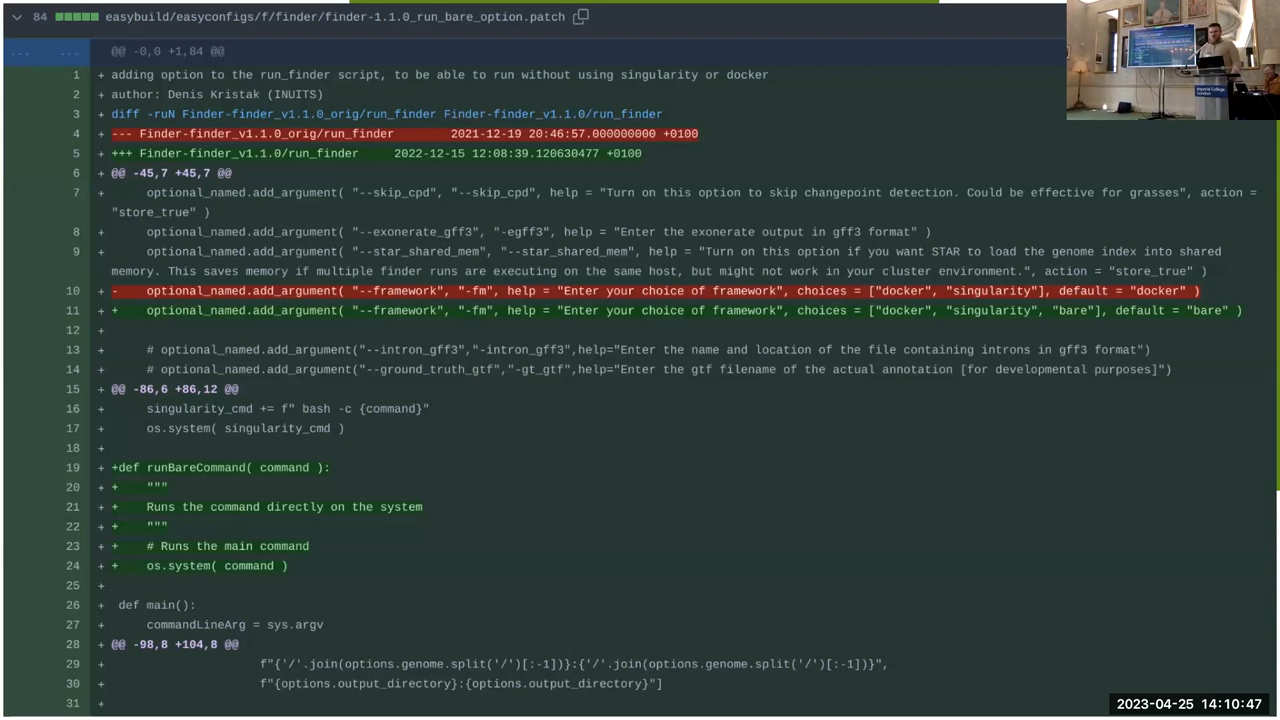 84 easybuild/easyconfigs/f/finder/finder-1.1.0_run_bare_option.patch
... ... @@ -0,0 +1,84 @@
1 + adding option to the run_finder script, to be able to run without using singularity or docker
2 + author: Denis Kristak (INUITS)
3 + diff -ruN Finder-finder_v1.1.0_orig/run_finder Finder-finder_v1.1.0/run_finder
4 + --- Finder-finder_v1.1.0_orig/run_finder 2021-12-19 20:46:57.000000000 +0100
5 + +++ Finder-finder_v1.1.0/run_finder 2022-12-15 12:08:39.120630477 +0100
6 + @@ -45,7 +45,7 @@
7 + optional_named.add_argument( "--skip_cpd", "--skip_cpd", help = "Turn on this option to skip changepoint detection. Could be effective for grasses", action =
"store_true" )
8 + optional_named.add_argument( "--exonerate_gff3", "-egff3", help = "Enter the exonerate output in gff3 format" )
9 + optional_named.add_argument( "--star_shared_mem", "--star_shared_mem", help = "Turn on this option if you want STAR to load the genome index into shared
memory. This saves memory if multiple finder runs are executing on the same host, but might not work in your cluster environment.", action = "store_true" )
10 + - optional_named.add_argument( "--framework", "-fm", help = "Enter your choice of framework", choices = ["docker", "singularity"], default = "docker" )
11 + + optional_named.add_argument( "--framework", "-fm", help = "Enter your choice of framework", choices = ["docker", "singularity", "bare"], default = "bare" )
12 +
13 + # optional_named.add_argument("--intron_gff3","-intron_gff3",help="Enter the name and location of the file containing introns in gff3 format")
14 + # optional_named.add_argument("--ground_truth_gtf","-gt_gtf",help="Enter the gtf filename of the actual annotation [for developmental purposes]")
15 + @@ -86,6 +86,12 @@
16 + singularity_cmd += f" bash -c {command}"
17 + os.system( singularity_cmd )
18 +
19 + +def runBareCommand( command ):
20 + + """
21 + + Runs the command directly on the system
22 + + """
23 + + # Runs the main command
24 + + os.system( command )
25 +
26 + def main():
27 + commandLineArg = sys.argv
28 + @@ -98,8 +104,8 @@
29 + f"{'/'.join(options.genome.split('/')[:-1])}:{'/'.join(options.genome.split('/')[:-1])}",
30 + f"{options.output_directory}:{options.output_directory}"]
31 +
Imperial College
London
2023-04-25 14:10:47